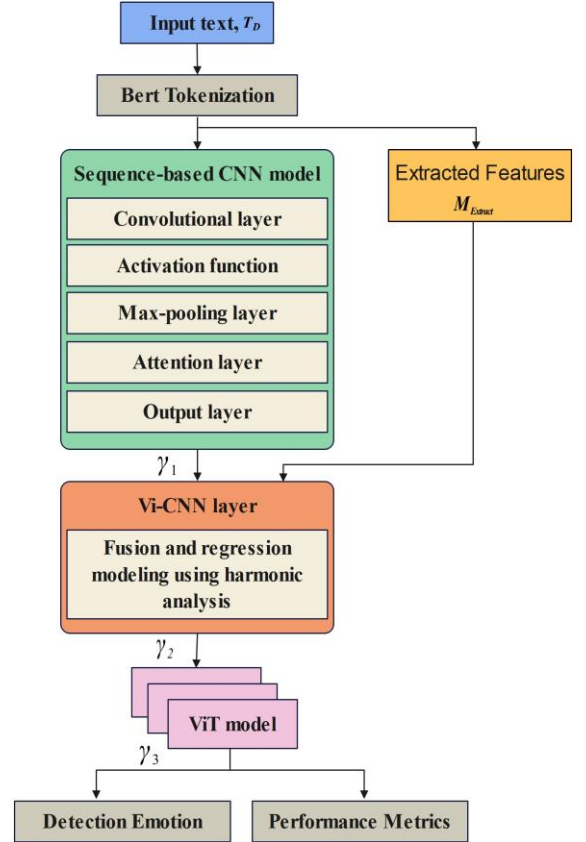 Input text, T_D
Bert Tokenization
Sequence-based CNN model
Convolutional layer
Activation function
Max-pooling layer
Attention layer
Output layer
Extracted Features
M_Extract
γ₁
Vi-CNN layer
Fusion and regression
modeling using harmonic
analysis
γ₂
ViT model
γ₃
Detection Emotion
Performance Metrics